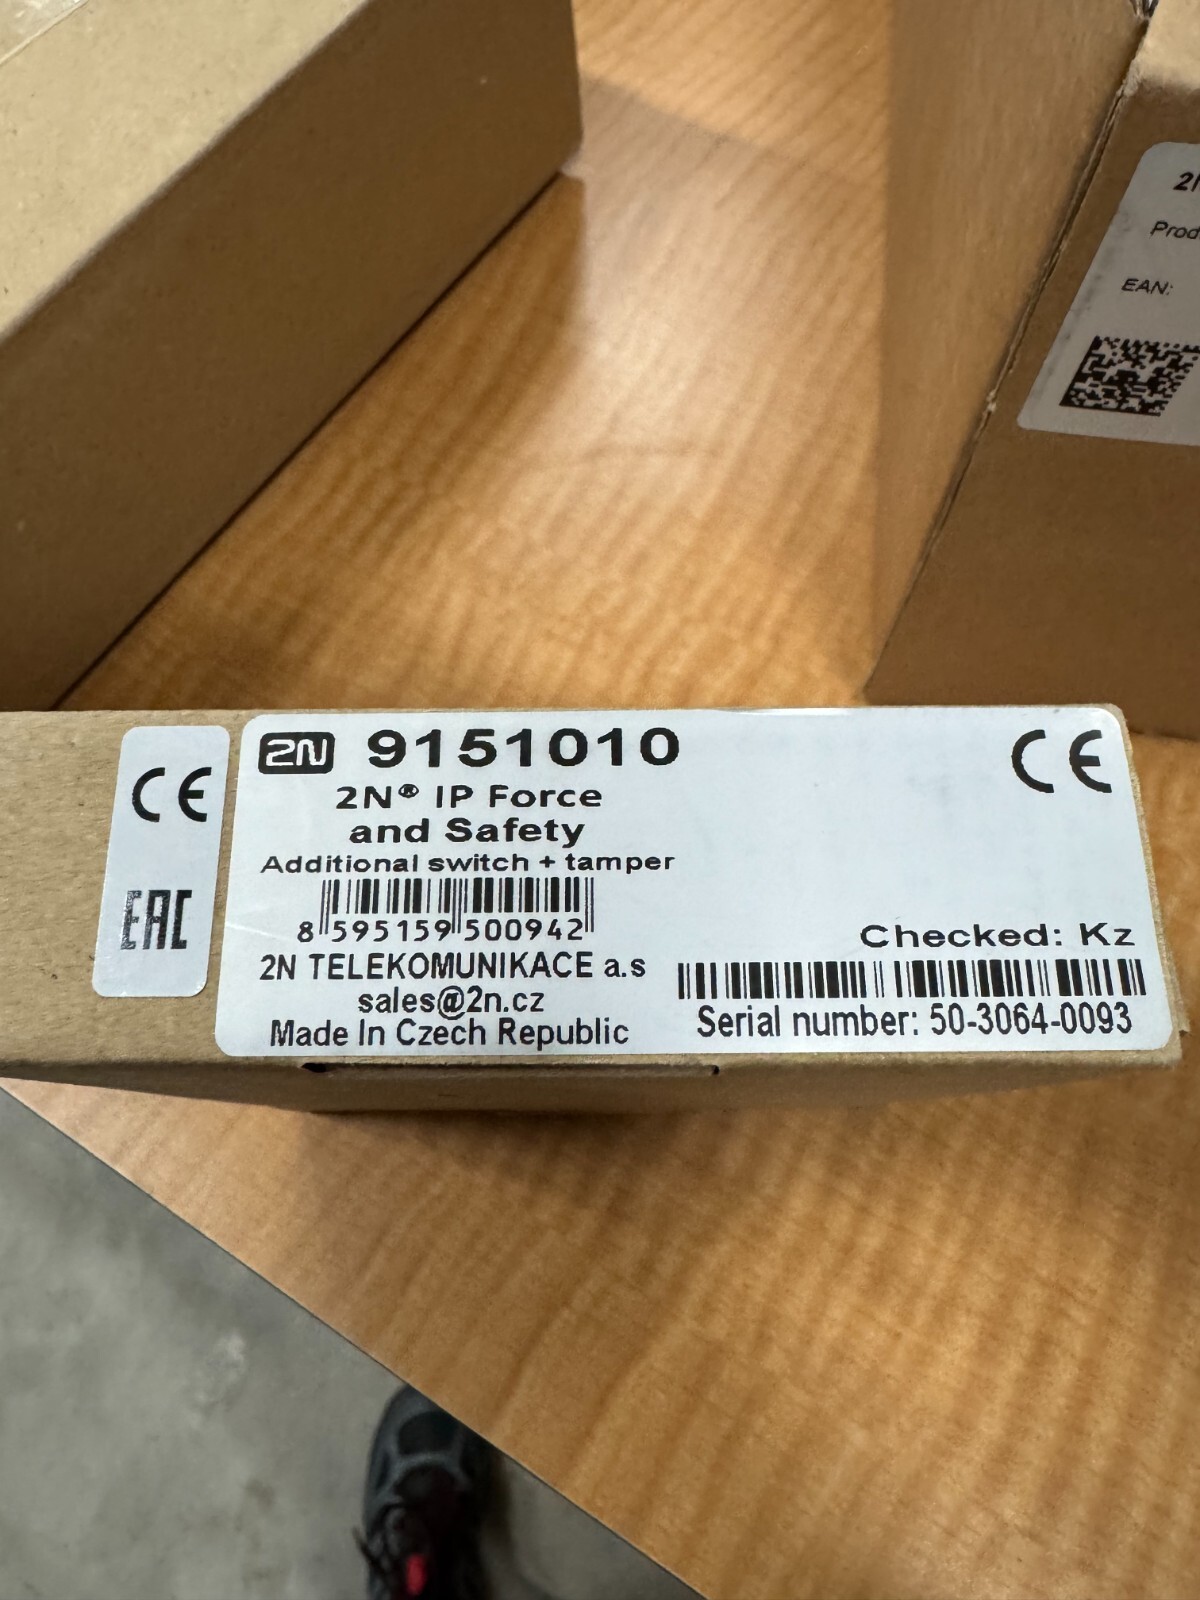 2N
Prod
EAN:
CE
EAC
2N 9151010
2N® IP Force
and Safety
Additional switch + tamper
8 595159 500942
2N TELEKOMUNIKACE a.s
sales@2n.cz
Made In Czech Republic
CE
Checked: Kz
Serial number: 50-3064-0093